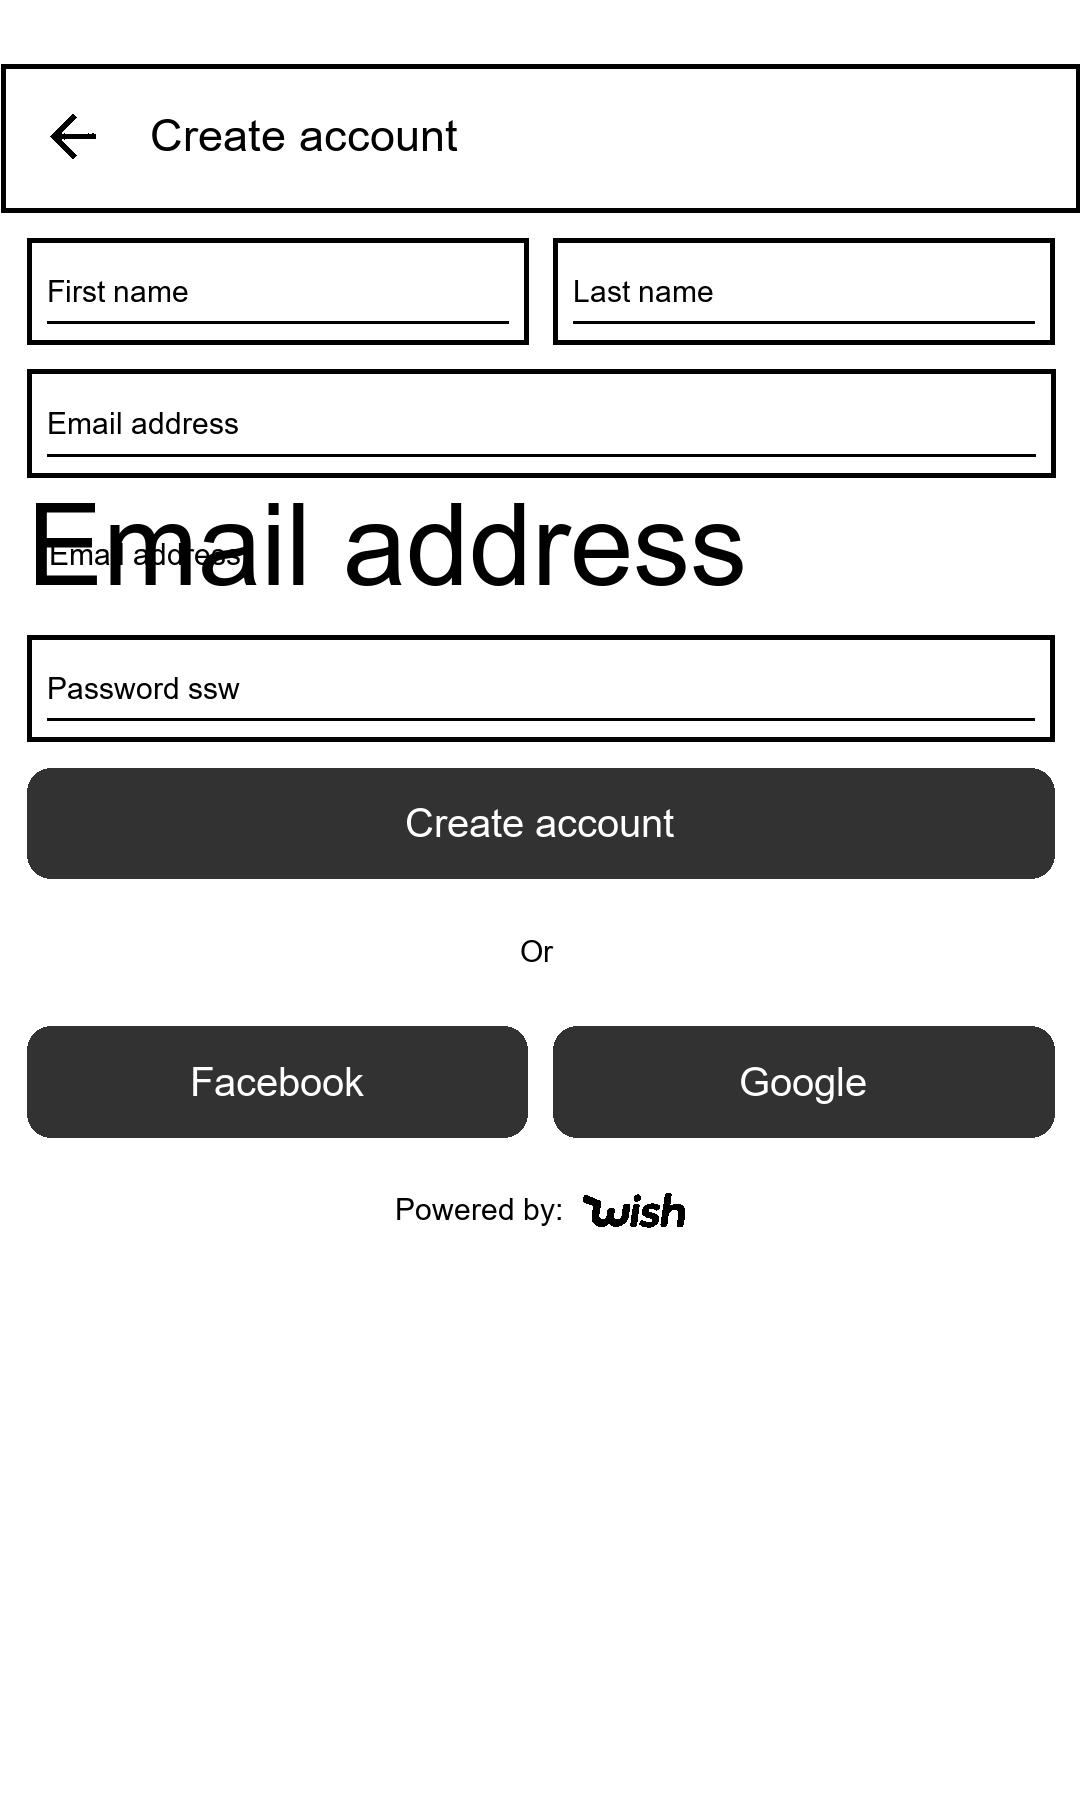 Create account
First name
Last name
Email address
Email address
Email address
Password ssw
Create account
Or
Facebook
Google
Powered by: wish